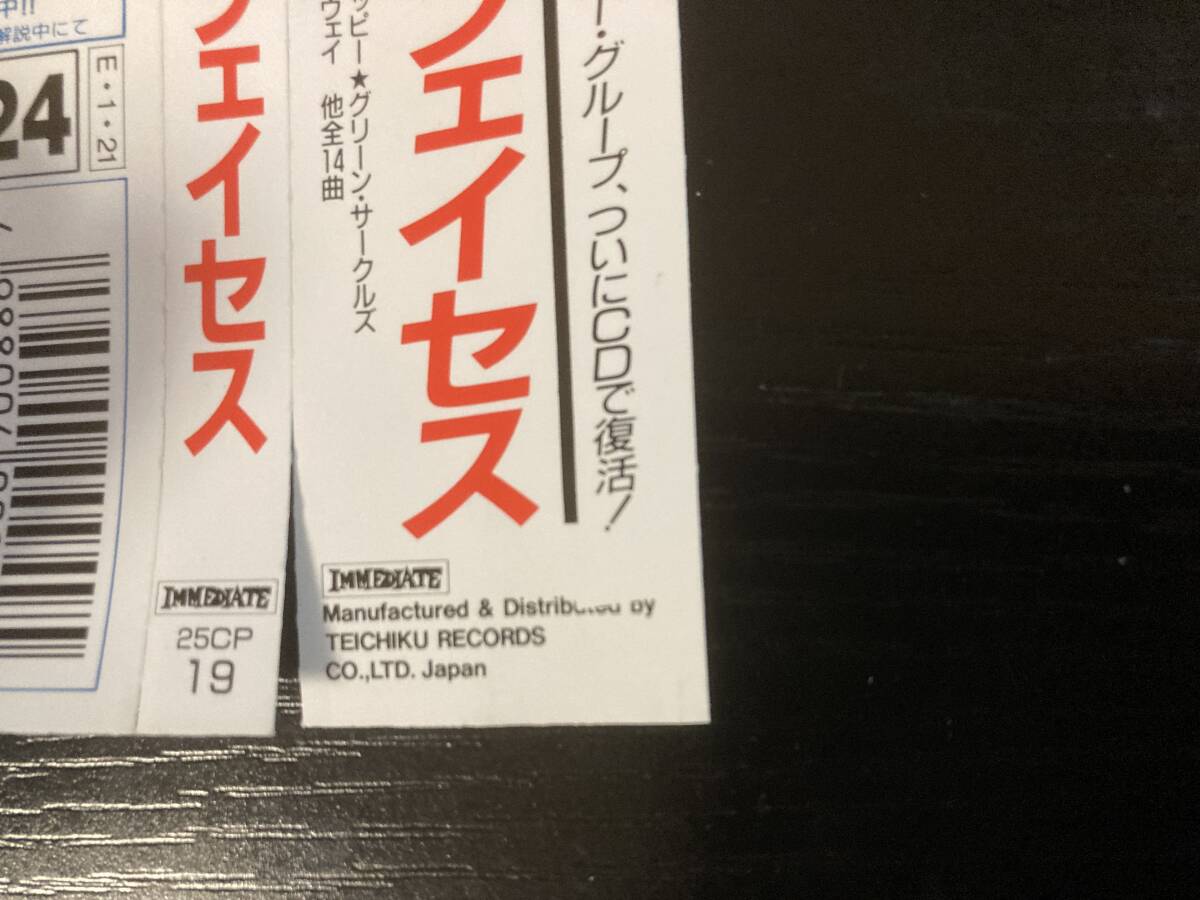 中!!
解説中にて
24
E・1・21
フェイセス
IMMEDIATE
25CP
19
ー・グループ、ついにCDで復活!
フェイセス
ッピー★グリーン・サークルズ
ウェイ 他全14曲
IMMEDIATE
Manufactured & Distributed by
TEICHIKU RECORDS
CO.,LTD. Japan